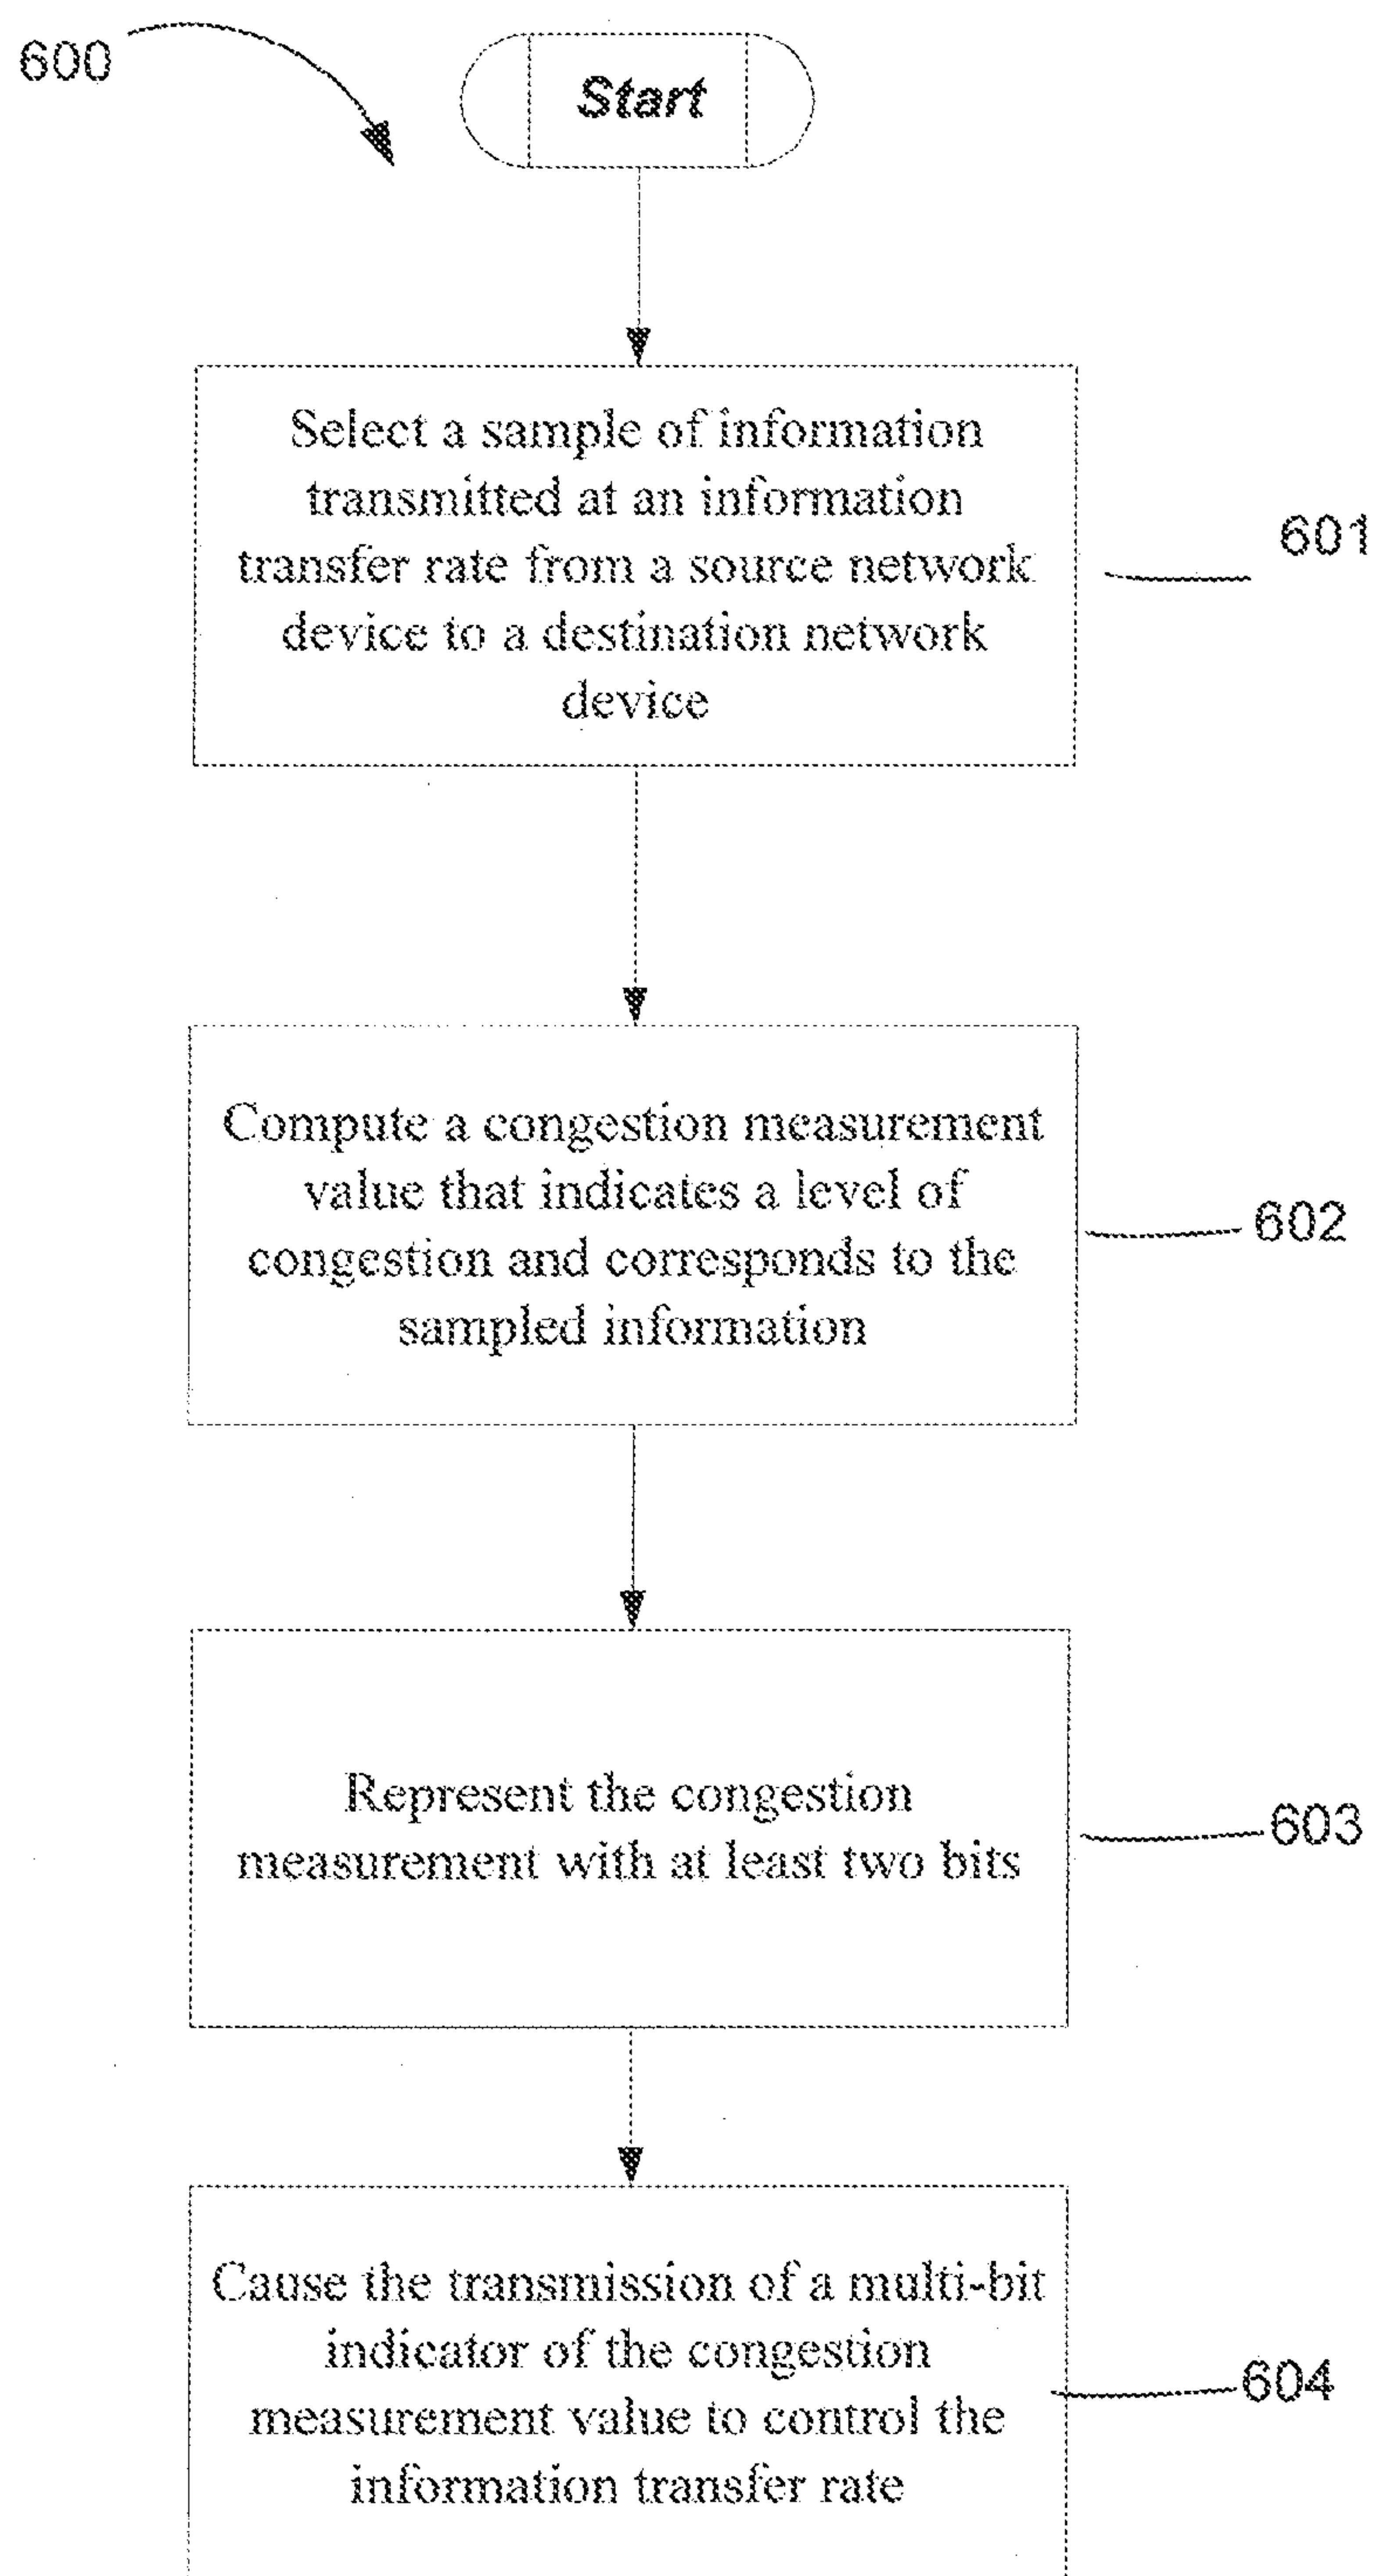 600
Start
Select a sample of information
transmitted at an information
transfer rate from a source network
device to a destination network
device
601
Compute a congestion measurement
value that indicates a level of
congestion and corresponds to the
sampled information
602
Represent the congestion
measurement with at least two bits
603
Cause the transmission of a multi-bit
indicator of the congestion
measurement value to control the
information transfer rate
604